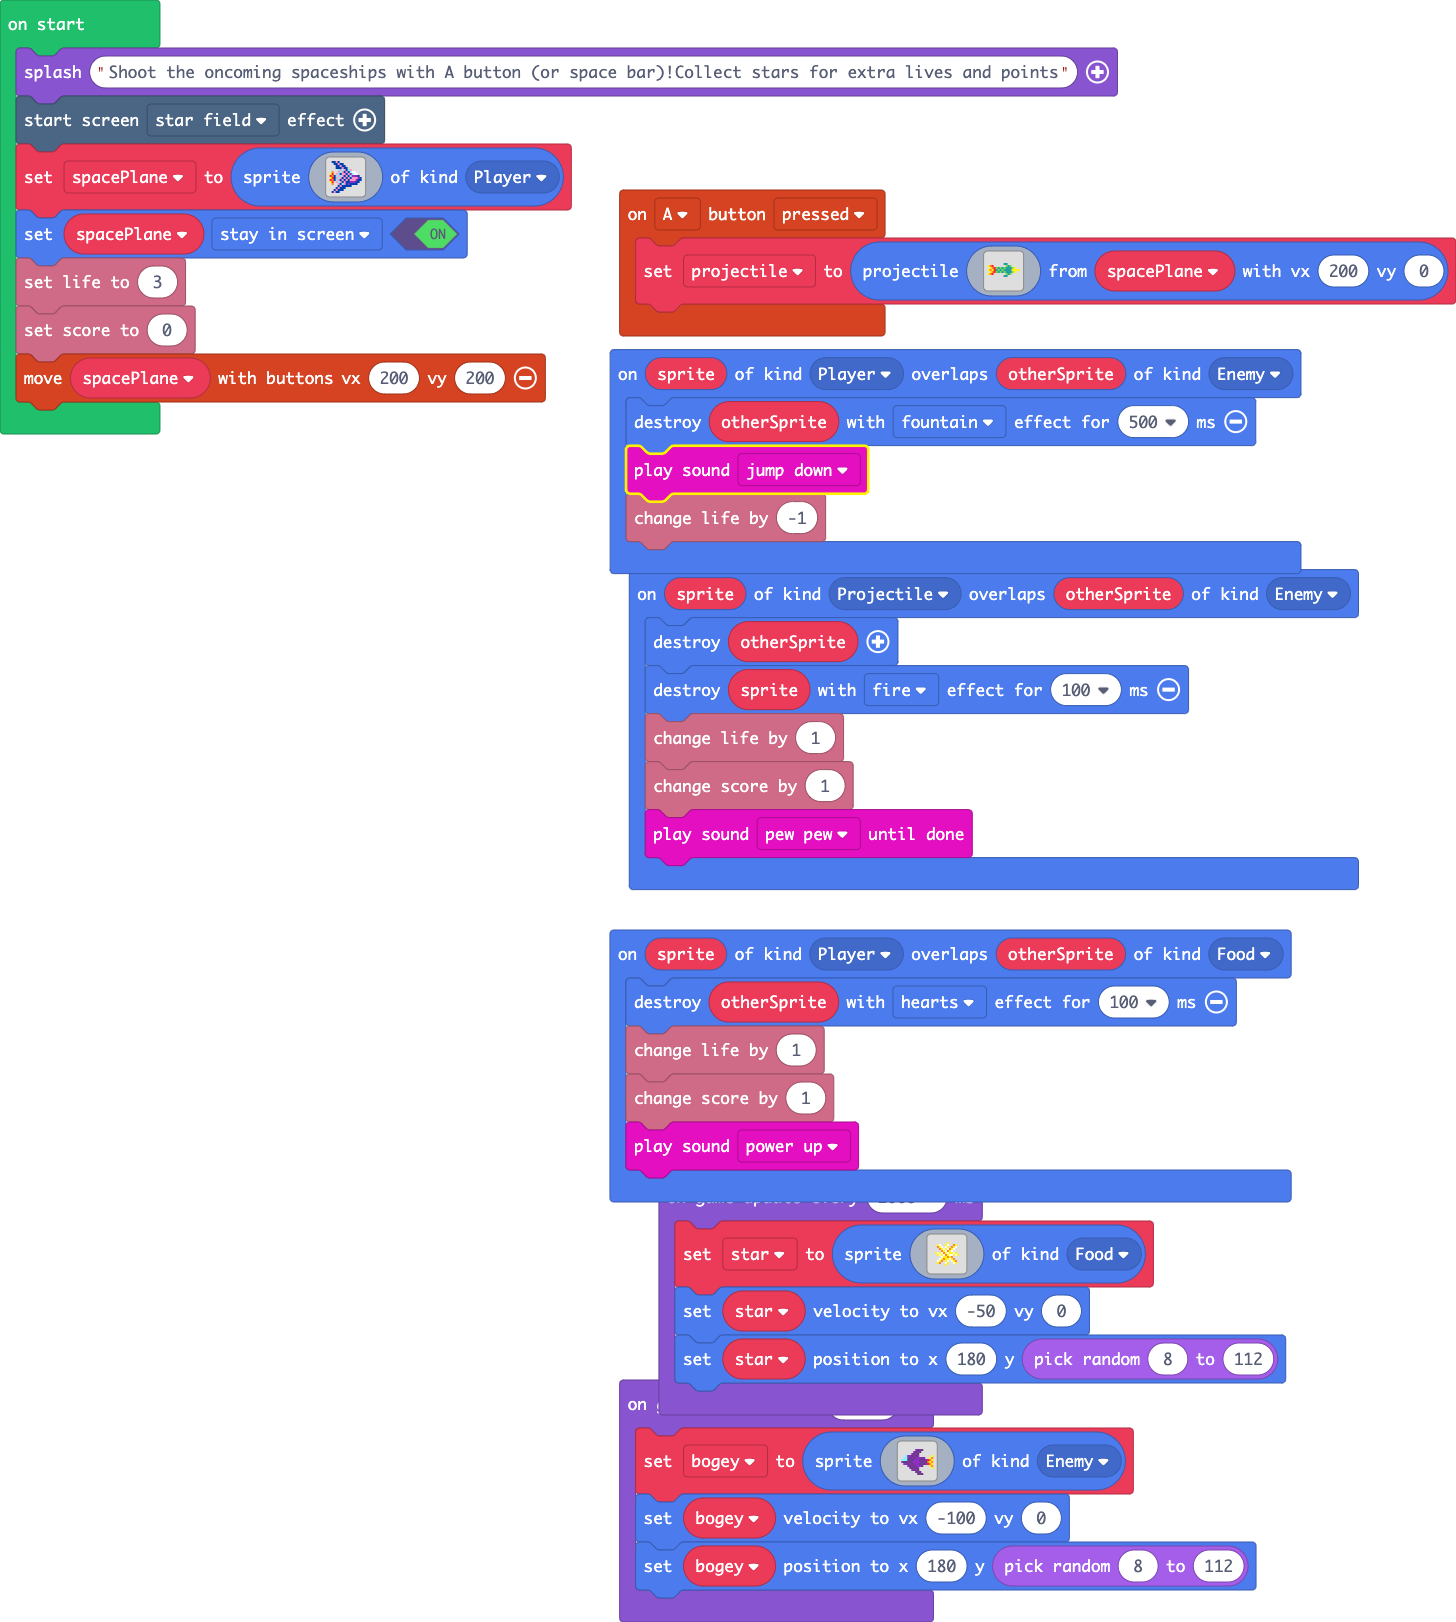 on start
splash "Shoot the oncoming spaceships with A button (or space bar)!Collect stars for extra lives and points"
start screen star field effect
set spacePlane to sprite of kind Player
set spacePlane stay in screen ON
set life to 3
set score to 0
move spacePlane with buttons vx 200 vy 200
on A button pressed
set projectile to projectile from spacePlane with vx 200 vy 0
on sprite of kind Player overlaps otherSprite of kind Enemy
destroy otherSprite with fountain effect for 500 ms
play sound jump down
change life by -1
on sprite of kind Projectile overlaps otherSprite of kind Enemy
destroy otherSprite
destroy sprite with fire effect for 100 ms
change life by 1
change score by 1
play sound pew pew until done
on sprite of kind Player overlaps otherSprite of kind Food
destroy otherSprite with hearts effect for 100 ms
change life by 1
change score by 1
play sound power up
on game update every ms
set star to sprite of kind Food
set star velocity to vx -50 vy 0
set star position to x 180 y pick random 8 to 112
on
set bogey to sprite of kind Enemy
set bogey velocity to vx -100 vy 0
set bogey position to x 180 y pick random 8 to 112